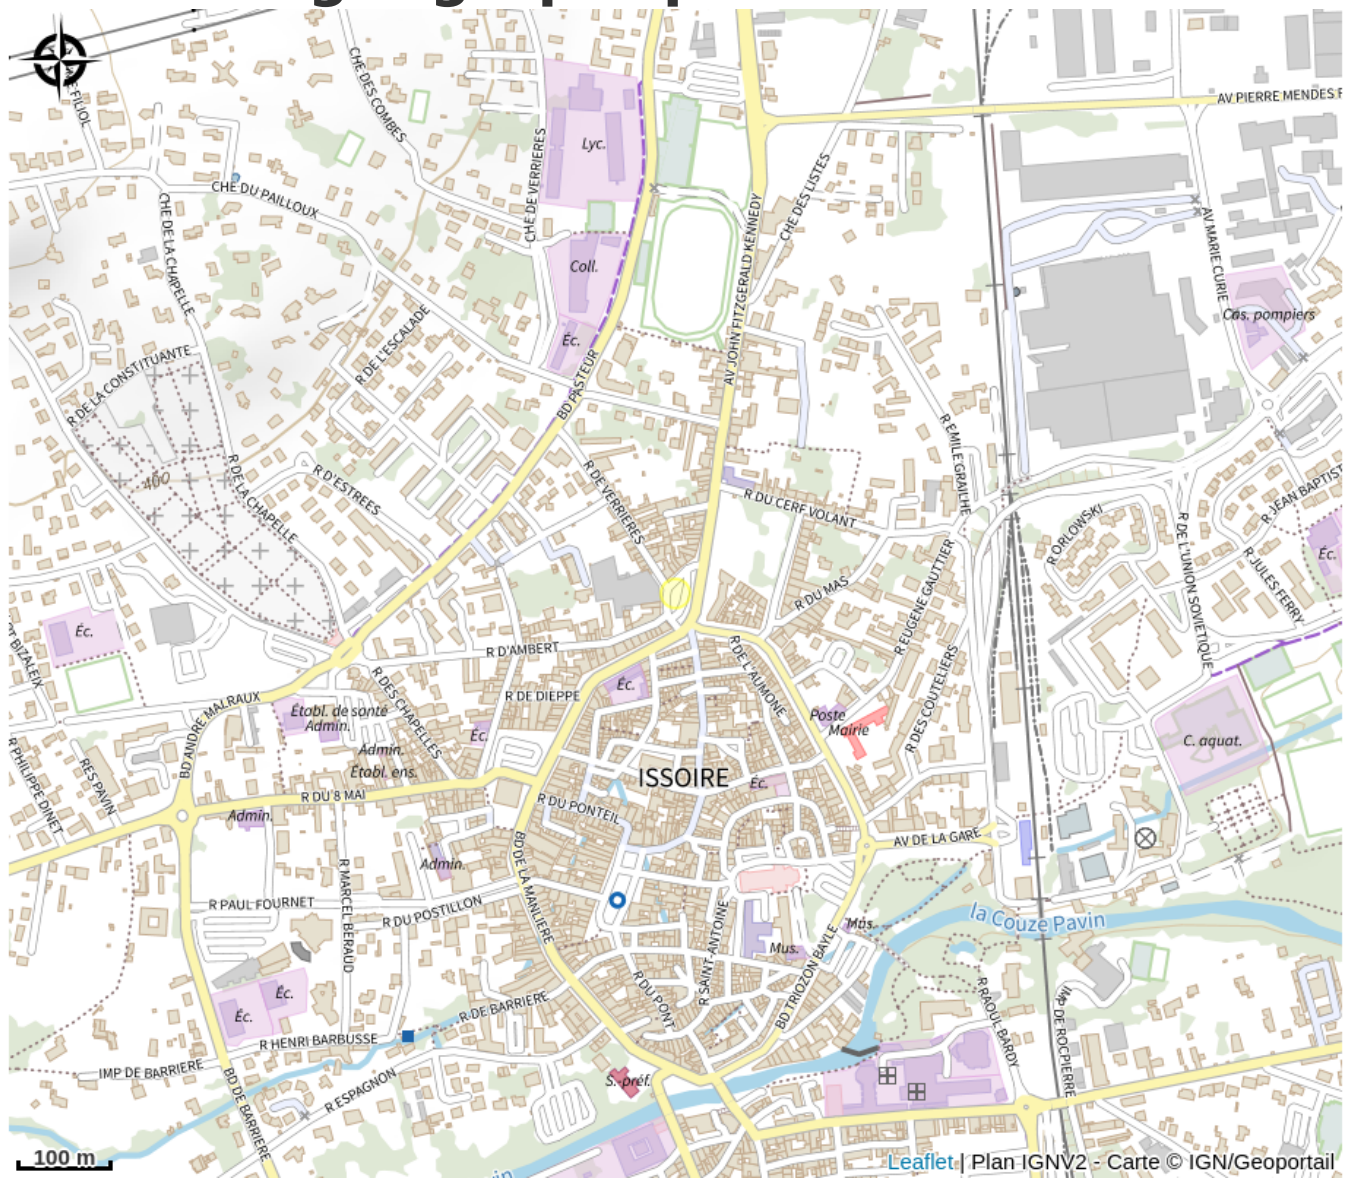 CHE DES COMBES
AV PIERRE MENDES F
FILIOL
Lyc.
CHE DE VERRIERES
CHE DES LISTES
CHE DU PAILLOUX
CHE DE LA CHAPELLE
AV JOHN FITZGERALD KENNEDY
AV MARIE CURIE
Coll.
Cas. pompiers
R DE L'ESCALADE
Éc.
R DE LA CONSTITUANTE
BD PASTEUR
R EMILE GRAILHE
R DE LA CHAPELLE
R D'ESTREES
R DE VERRIERES
400
R DU CERF VOLANT
R JEAN BAPTIST
R ORLOWSKI
R DE L'UNION SOVIETIQUE
Éc.
R JULES FERRY
R DU MAS
R EUGENE GAUTTIER
Éc.
BIZALEIX
R D'AMBERT
RDE L'AUMONE
R DES COUTELIERS
R DES CHAPELLES
Éc.
R DE DIEPPE
BD ANDRE MALRAUX
Établ. de santé
Admin.
Poste
Mairie
Éc.
C. aquat.
R PHILIPPE DINET
RES PAVIN
Admin.
Établ. ens.
ISSOIRE
Éc.
R DU 8 MAI
R DU PONTEIL
Admin.
AV DE LA GARE
BD DE LA MANLIERE
Admin.
R MARCEL BERAUD
R PAUL FOURNET
R DU POSTILLON
R SAINT-ANTOINE
Mus.
la Couze Pavin
Mus.
BD TRIOZON BAYLE
R DU PONT
Éc.
Éc.
R DE BARRIERE
R RAOUL BARDY
IMP DE ROCPIERRE
R HENRI BARBUSSE
IMP DE BARRIERE
BD DE BARRIERE
R ESPAGNON
S.-préf.
100 m
Leaflet | Plan IGNV2 - Carte © IGN/Geoportail